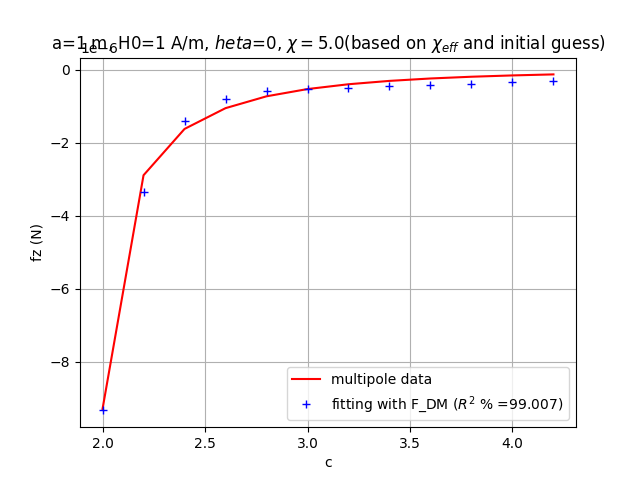 a=1 m, H0=1 A/m, heta=0, χ = 5.0(based on χ_eff and initial guess)
1e−6
0
−2
−4
−6
−8
fz (N)
multipole data
fitting with F_DM (R² % =99.007)
2.0 2.5 3.0 3.5 4.0
c